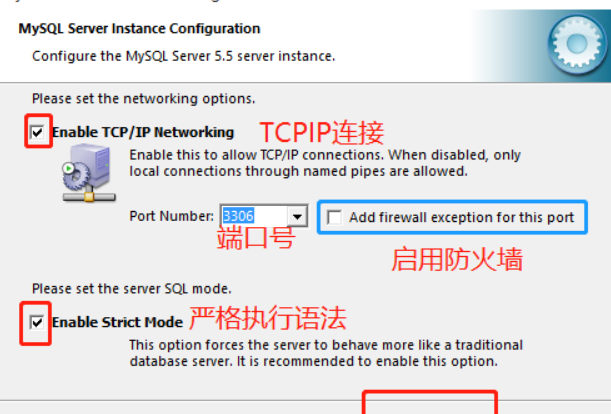 MySQL Server Instance Configuration
Configure the MySQL Server 5.5 server instance.
Please set the networking options.
Enable TCP/IP Networking TCPIP连接
Enable this to allow TCP/IP connections. When disabled, only
local connections through named pipes are allowed.
Port Number: 3306 Add firewall exception for this port
端口号
启用防火墙
Please set the server SQL mode.
Enable Strict Mode 严格执行语法
This option forces the server to behave more like a traditional
database server. It is recommended to enable this option.